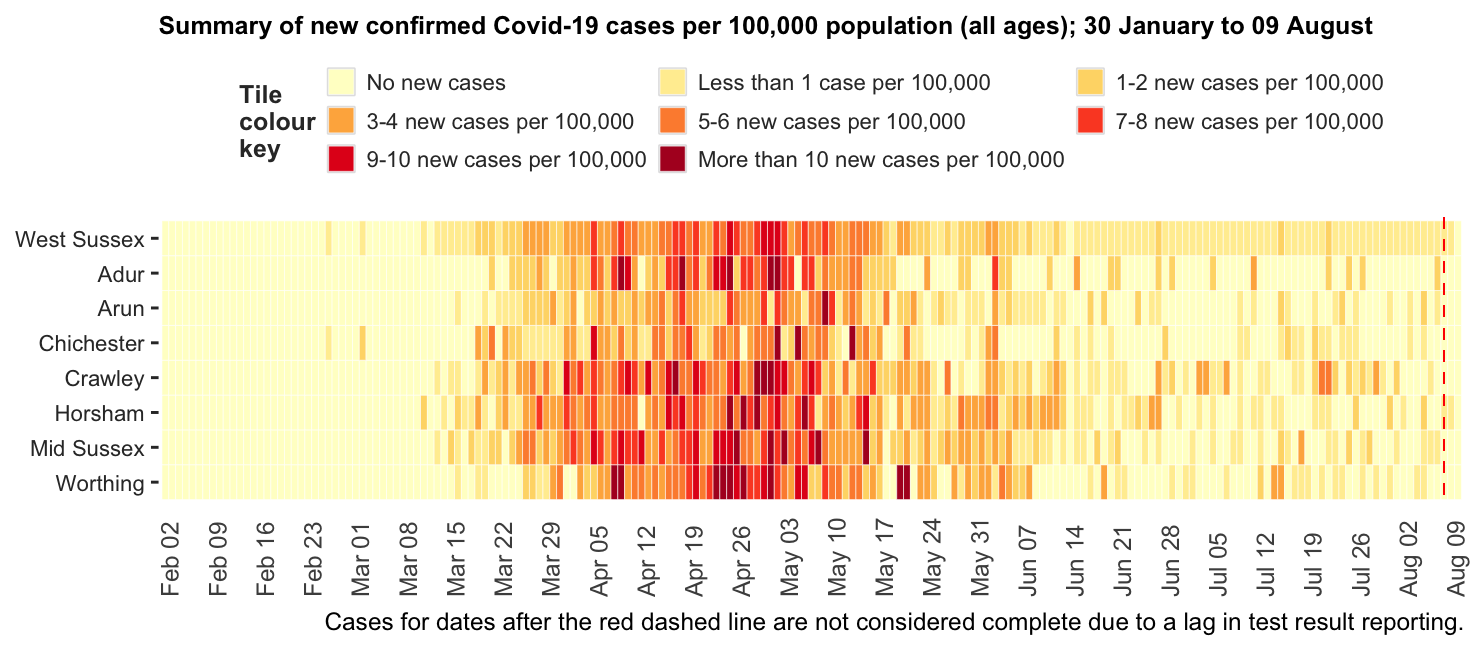 Summary of new confirmed Covid-19 cases per 100,000 population (all ages); 30 January to 09 August
Tile
colour
key
No new cases
Less than 1 case per 100,000
1-2 new cases per 100,000
3-4 new cases per 100,000
5-6 new cases per 100,000
7-8 new cases per 100,000
9-10 new cases per 100,000
More than 10 new cases per 100,000
West Sussex
Adur
Arun
Chichester
Crawley
Horsham
Mid Sussex
Worthing
Feb 02
Feb 09
Feb 16
Feb 23
Mar 01
Mar 08
Mar 15
Mar 22
Mar 29
Apr 05
Apr 12
Apr 19
Apr 26
May 03
May 10
May 17
May 24
May 31
Jun 07
Jun 14
Jun 21
Jun 28
Jul 05
Jul 12
Jul 19
Jul 26
Aug 02
Aug 09
Cases for dates after the red dashed line are not considered complete due to a lag in test result reporting.